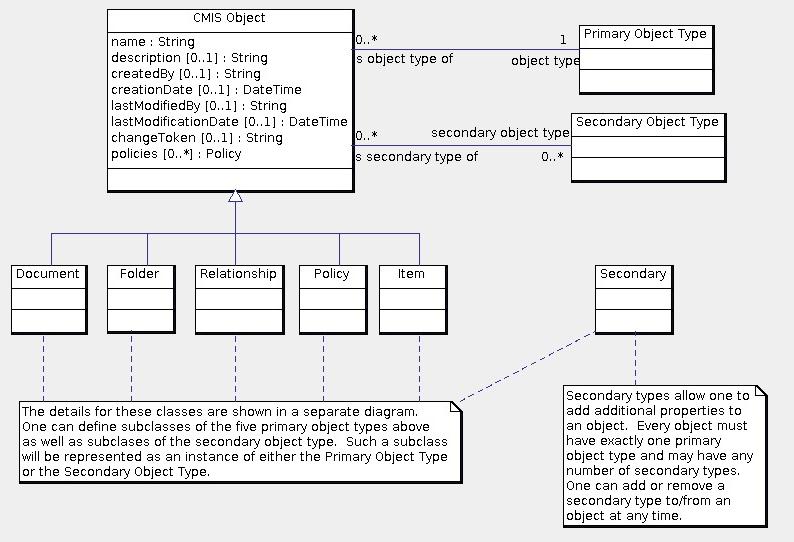 CMIS Object
name : String
description [0..1] : String
createdBy [0..1] : String
creationDate [0..1] : DateTime
lastModifiedBy [0..1] : String
lastModificationDate [0..1] : DateTime
changeToken [0..1] : String
policies [0..*] : Policy
0..*
1
s object type of
object type
Primary Object Type
0..*
secondary object type
s secondary type of
0..*
Secondary Object Type
Document
Folder
Relationship
Policy
Item
Secondary
The details for these classes are shown in a separate diagram.
One can define subclasses of the five primary object types above
as well as subclases of the secondary object type. Such a subclass
will be represented as an instance of either the Primary Object Type
or the Secondary Object Type.
Secondary types allow one to
add additional properties to
an object. Every object must
have exactly one primary
object type and may have any
number of secondary types.
One can add or remove a
secondary type to/from an
object at any time.